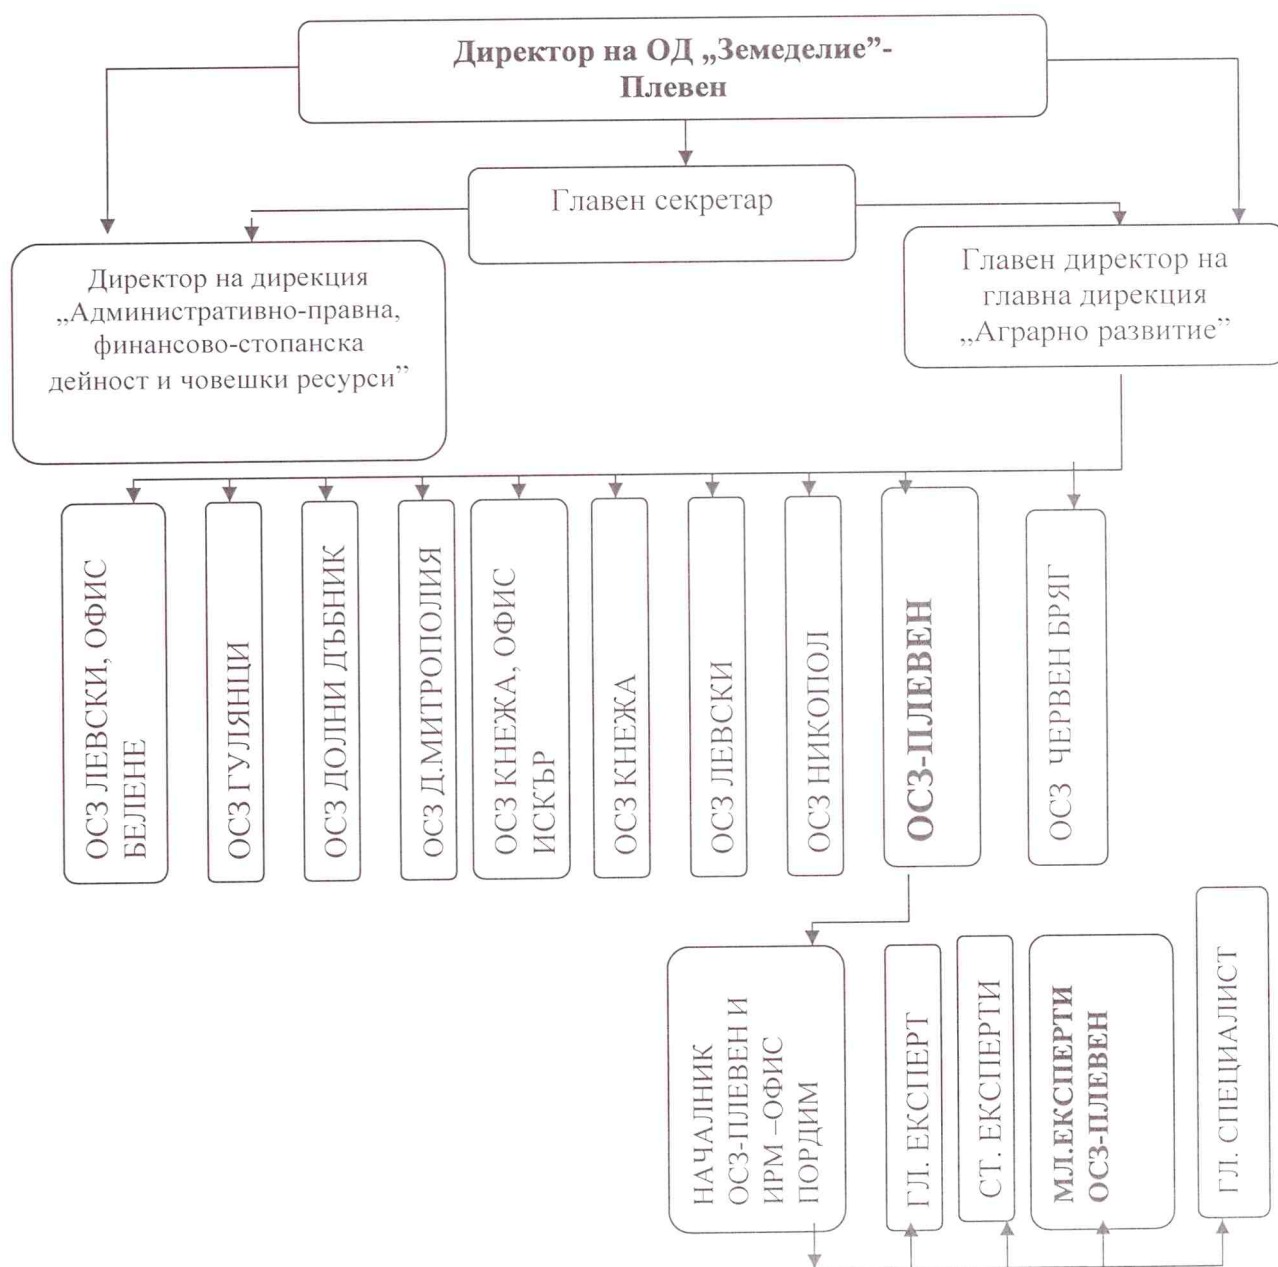 Директор на ОД „Земеделие”-
Плевен
Главен секретар
Директор на дирекция
„Административно-правна,
финансово-стопанска
дейност и човешки ресурси”
Главен директор на
главна дирекция
„Аграрно развитие”
ОСЗ ЛЕВСКИ, ОФИС
БЕЛЕНЕ
ОСЗ ГУЛЯНЦИ
ОСЗ ДОЛНИ ДЪБНИК
ОСЗ Д.МИТРОПОЛИЯ
ОСЗ КНЕЖА, ОФИС
ИСКЪР
ОСЗ КНЕЖА
ОСЗ ЛЕВСКИ
ОСЗ НИКОПОЛ
ОСЗ-ПЛЕВЕН
ОСЗ ЧЕРВЕН БРЯГ
НАЧАЛНИК
ОСЗ-ПЛЕВЕН И
ИРМ –ОФИС
ПОРДИМ
ГЛ. ЕКСПЕРТ
СТ. ЕКСПЕРТИ
МЛ.ЕКСПЕРТИ
ОСЗ-ПЛЕВЕН
ГЛ. СПЕЦИАЛИСТ